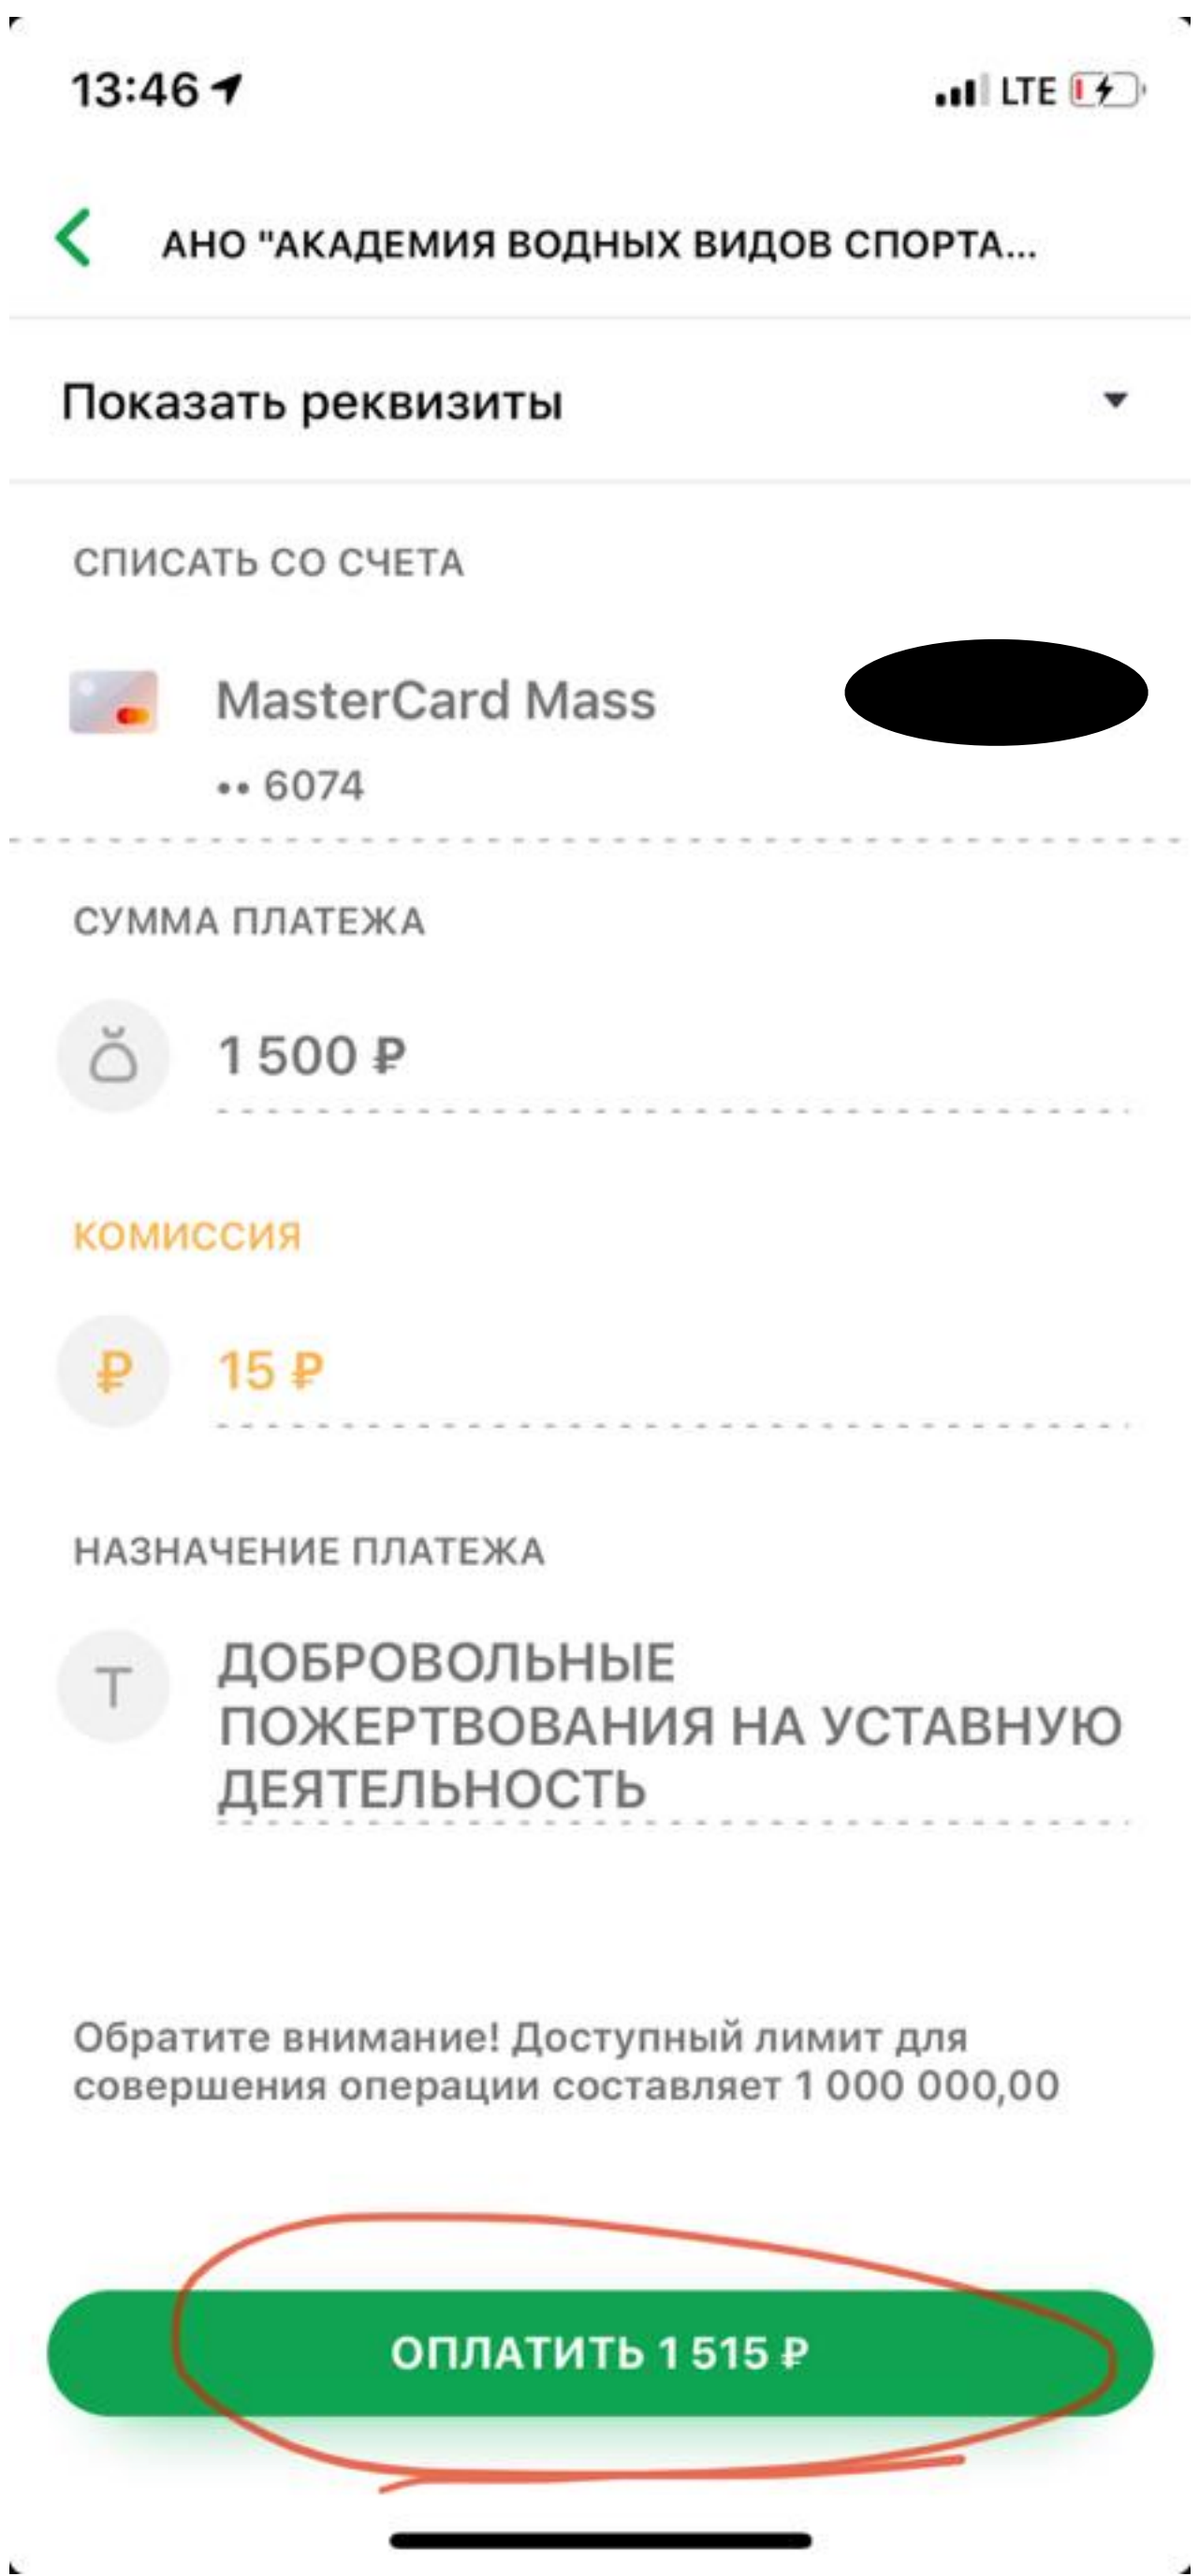 13:46
LTE
АНО "АКАДЕМИЯ ВОДНЫХ ВИДОВ СПОРТА...
Показать реквизиты
СПИСАТЬ СО СЧЕТА
MasterCard Mass
•• 6074
СУММА ПЛАТЕЖА
1 500 ₽
КОМИССИЯ
₽ 15 ₽
НАЗНАЧЕНИЕ ПЛАТЕЖА
Т
ДОБРОВОЛЬНЫЕ
ПОЖЕРТВОВАНИЯ НА УСТАВНУЮ
ДЕЯТЕЛЬНОСТЬ
Обратите внимание! Доступный лимит для
совершения операции составляет 1 000 000,00
ОПЛАТИТЬ 1 515 ₽